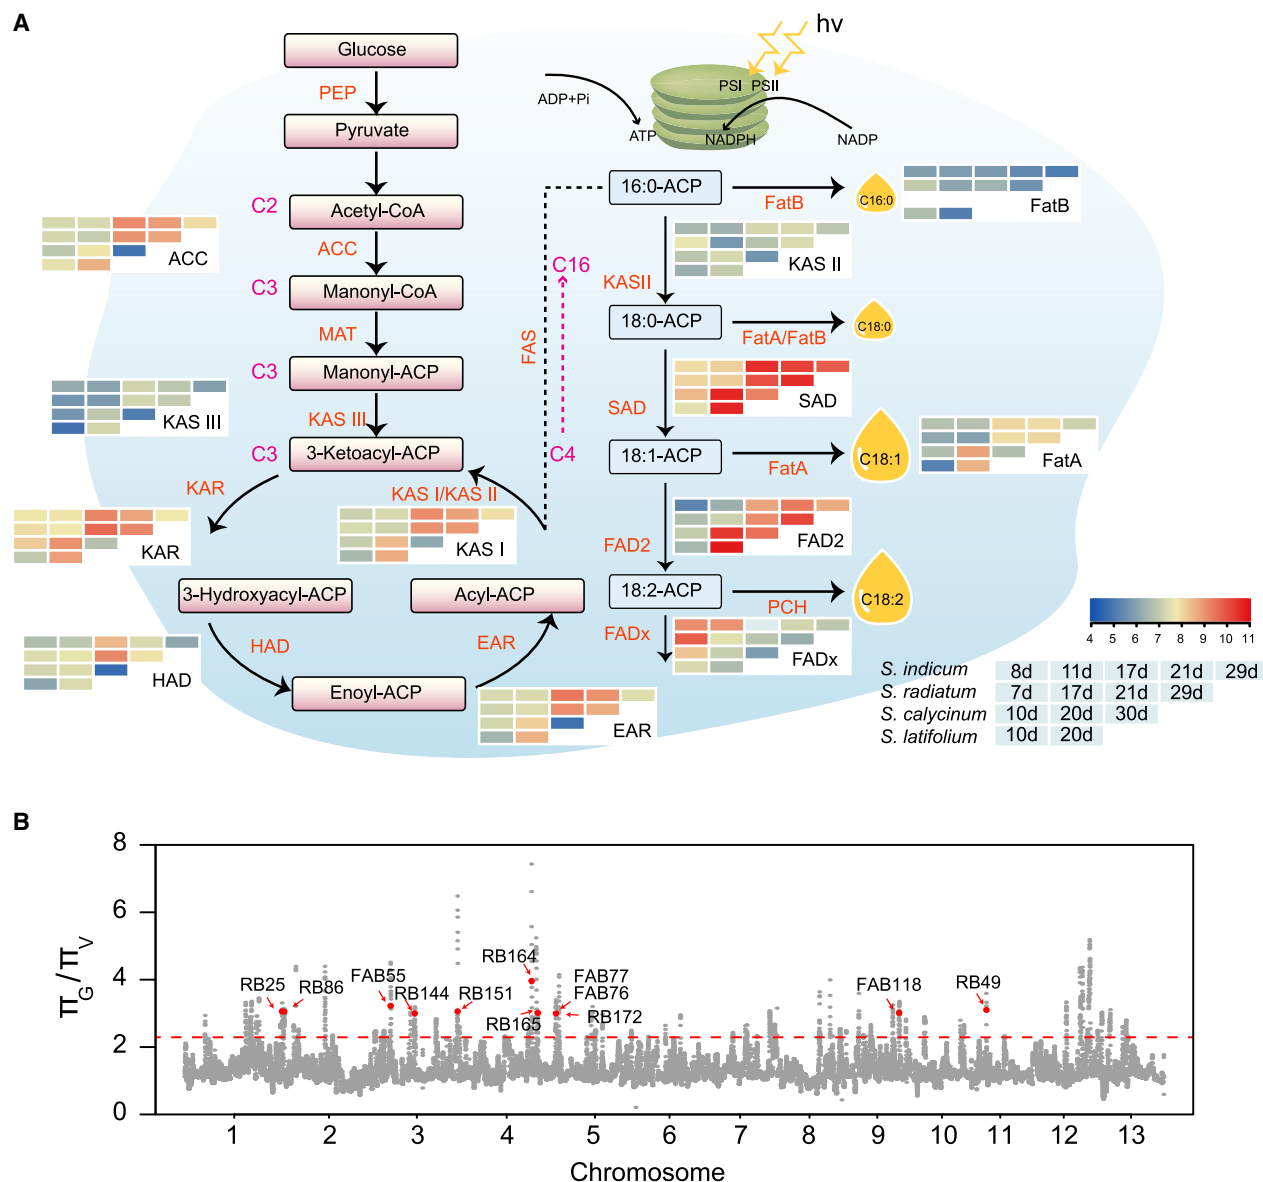 A
Glucose
PEP
Pyruvate
C2
Acetyl-CoA
ACC
ACC
C3
Manonyl-CoA
MAT
C3
Manonyl-ACP
KAS III
KAS III
C3
3-Ketoacyl-ACP
KAR
KAR
KAS I/KAS II
KAS I
3-Hydroxyacyl-ACP
Acyl-ACP
HAD
HAD
EAR
Enoyl-ACP
EAR
hv
PSI PSII
ADP+Pi
ATP
NADPH
NADP
16:0-ACP
FatB
C16:0
FatB
FAS
C16
C4
KASII
KAS II
18:0-ACP
FatA/FatB
C18:0
SAD
SAD
18:1-ACP
FatA
C18:1
FatA
FAD2
FAD2
18:2-ACP
PCH
C18:2
FADx
FADx
4 5 6 7 8 9 10 11
S. indicum 8d 11d 17d 21d 29d
S. radiatum 7d 17d 21d 29d
S. calycinum 10d 20d 30d
S. latifolium 10d 20d
B
πG/πV
8
6
4
2
0
RB25
RB86
FAB55
RB144
RB151
RB164
RB165
FAB77
FAB76
RB172
FAB118
RB49
1 2 3 4 5 6 7 8 9 10 11 12 13
Chromosome